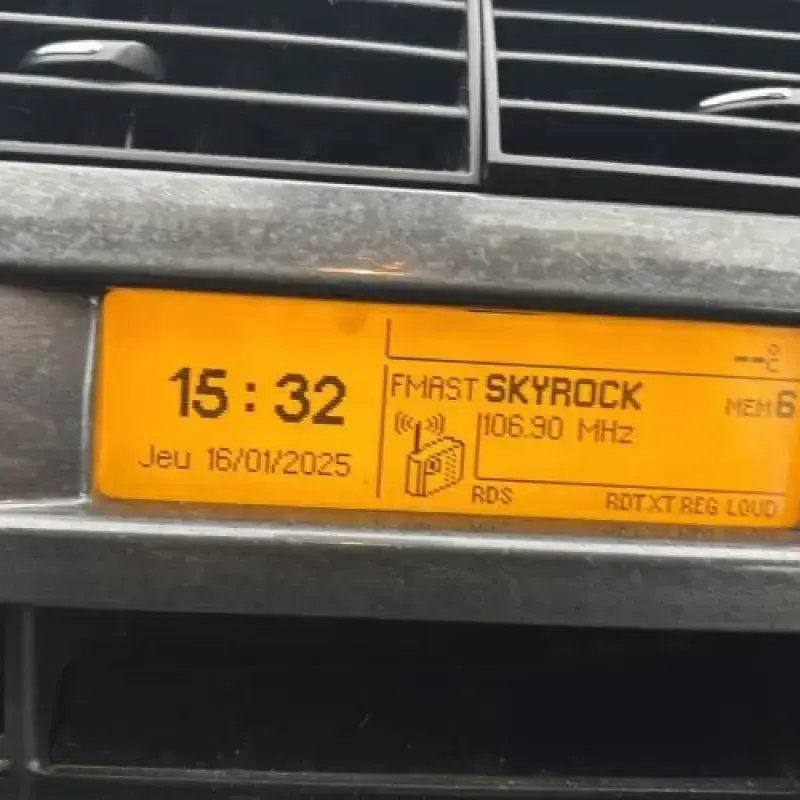 15:32
Jeu 16/01/2025
--°C
FMAST SKYROCK MEM 6
106.90 MHz
RDS RDTXT REG LOUD